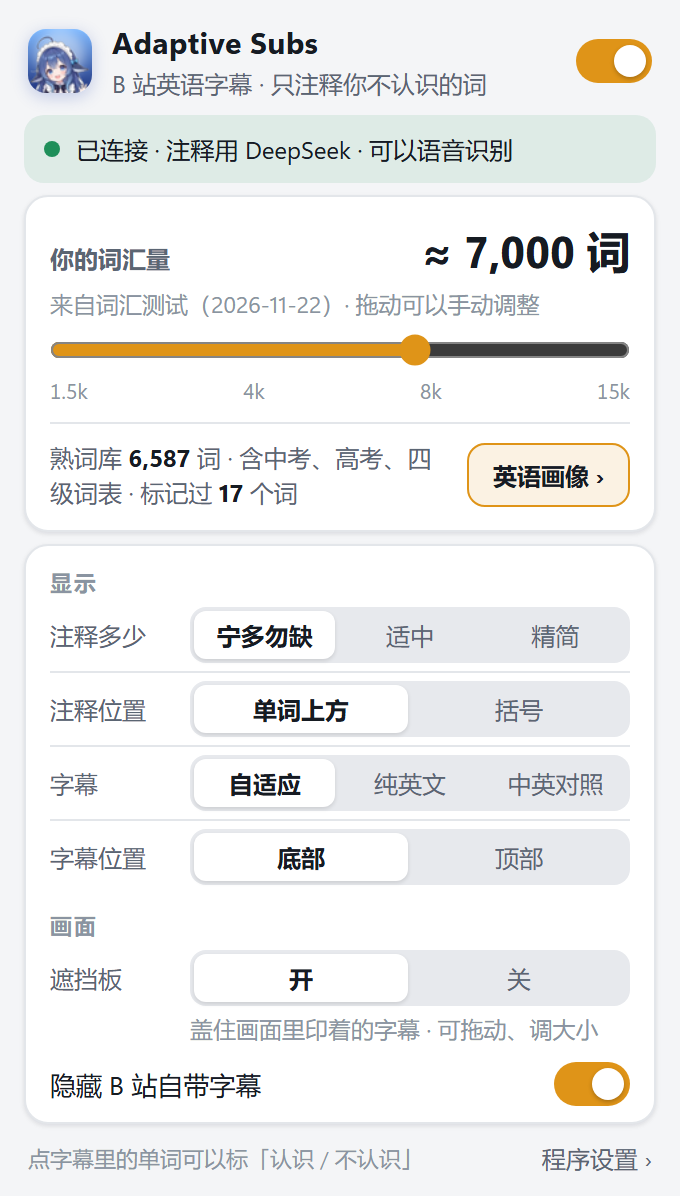 Adaptive Subs
B 站英语字幕 · 只注释你不认识的词
已连接 · 注释用 DeepSeek · 可以语音识别
你的词汇量
≈ 7,000 词
来自词汇测试（2026-11-22）· 拖动可以手动调整
1.5k 4k 8k 15k
熟词库 6,587 词 · 含中考、高考、四
级词表 · 标记过 17 个词
英语画像 ›
显示
注释多少 宁多勿缺 适中 精简
注释位置 单词上方 括号
字幕 自适应 纯英文 中英对照
字幕位置 底部 顶部
画面
遮挡板 开 关
盖住画面里印着的字幕 · 可拖动、调大小
隐藏 B 站自带字幕
点字幕里的单词可以标「认识 / 不认识」 程序设置 ›